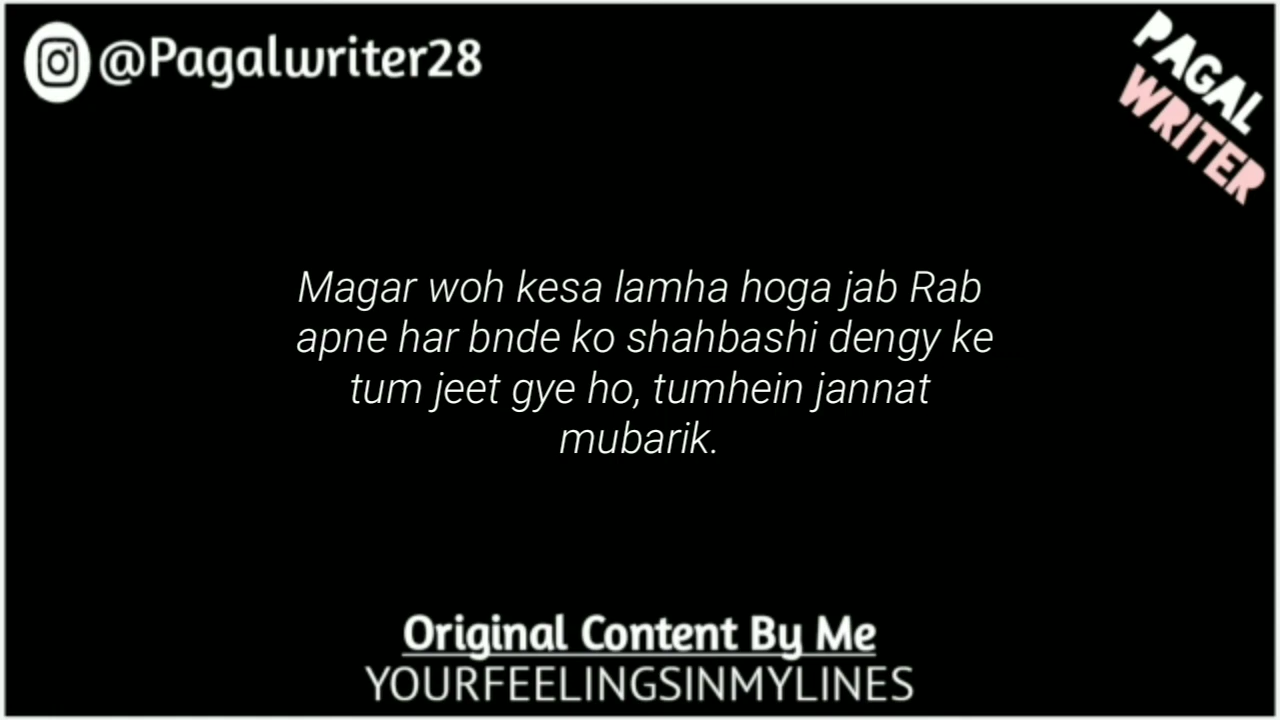 @Pagalwriter28
PAGAL
WRITER
Magar woh kesa lamha hoga jab Rab
apne har bnde ko shahbashi dengy ke
tum jeet gye ho, tumhein jannat
mubarik.
Original Content By Me
YOURFEELINGSINMYLINES